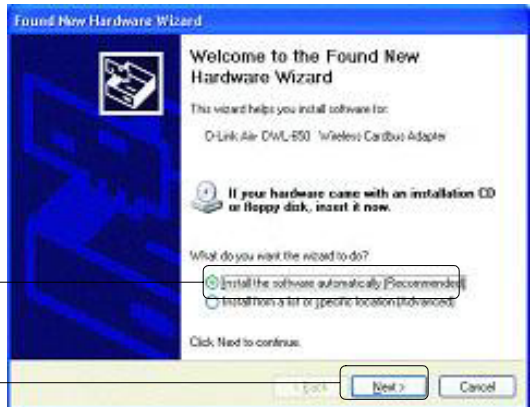 Found New Hardware Wizard
Welcome to the Found New
Hardware Wizard
This wizard helps you install software for:
D-Link Air DWL-650 Wireless Cardbus Adapter
If your hardware came with an installation CD
or floppy disk, insert it now.
What do you want the wizard to do?
Install the software automatically (Recommended)
Install from a list or specific location (Advanced)
Click Next to continue.
< Back Next > Cancel